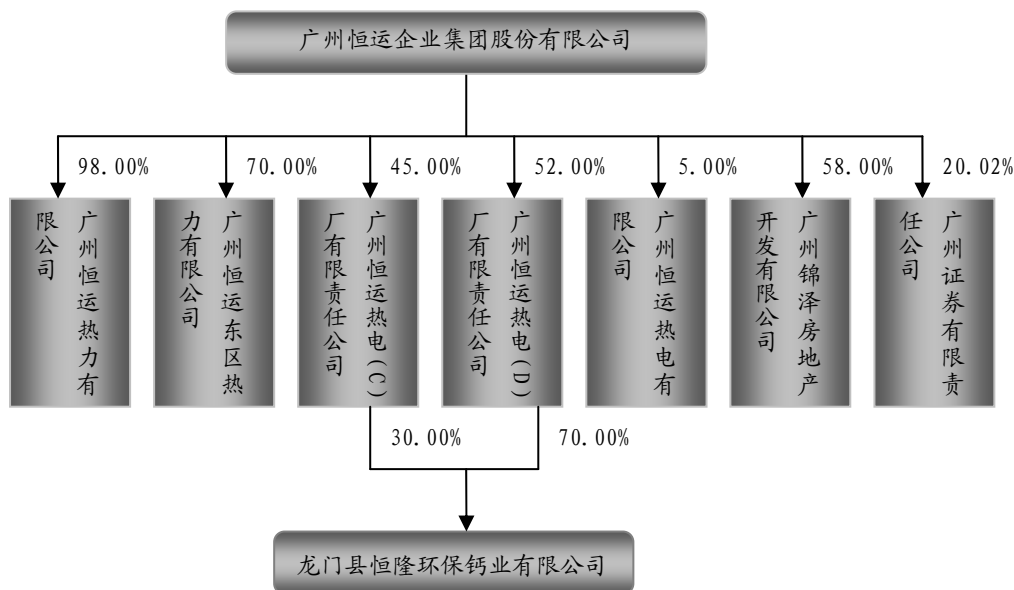 广州恒运企业集团股份有限公司
98.00%
70.00%
45.00%
52.00%
5.00%
58.00%
20.02%
广州恒运热力有
限公司
广州恒运东区热
力有限公司
广州恒运热电(C)
厂有限责任公司
广州恒运热电(D)
厂有限责任公司
广州恒运热电有
限公司
广州锦泽房地产
开发有限公司
广州证券有限责
任公司
30.00%
70.00%
龙门县恒隆环保钙业有限公司